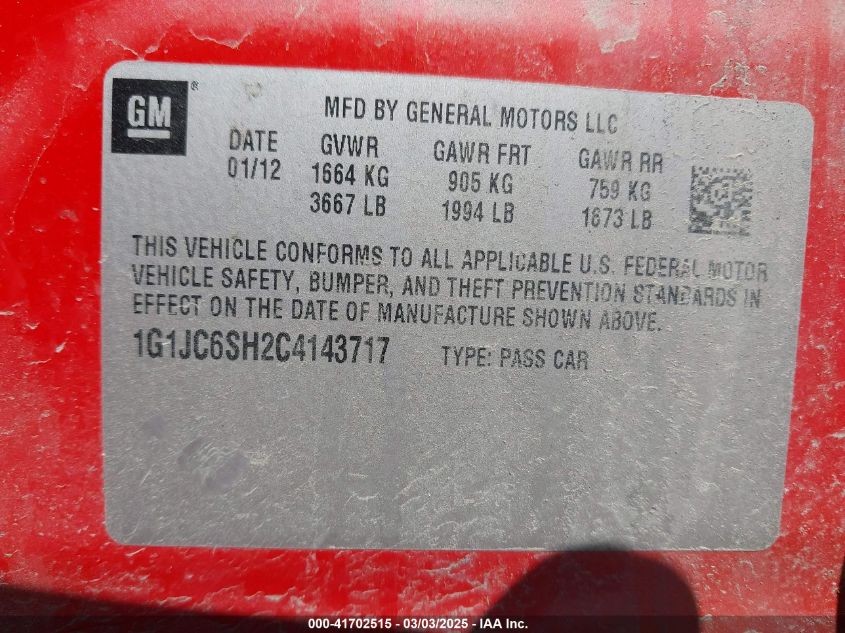 GM®
MFD BY GENERAL MOTORS LLC
DATE GVWR GAWR FRT GAWR RR
01/12 1664 KG 905 KG 759 KG
3667 LB 1994 LB 1673 LB
THIS VEHICLE CONFORMS TO ALL APPLICABLE U.S. FEDERAL MOTOR
VEHICLE SAFETY, BUMPER, AND THEFT PREVENTION STANDARDS IN
EFFECT ON THE DATE OF MANUFACTURE SHOWN ABOVE.
1G1JC6SH2C4143717 TYPE: PASS CAR
000-41702515 - 03/03/2025 - IAAI.com